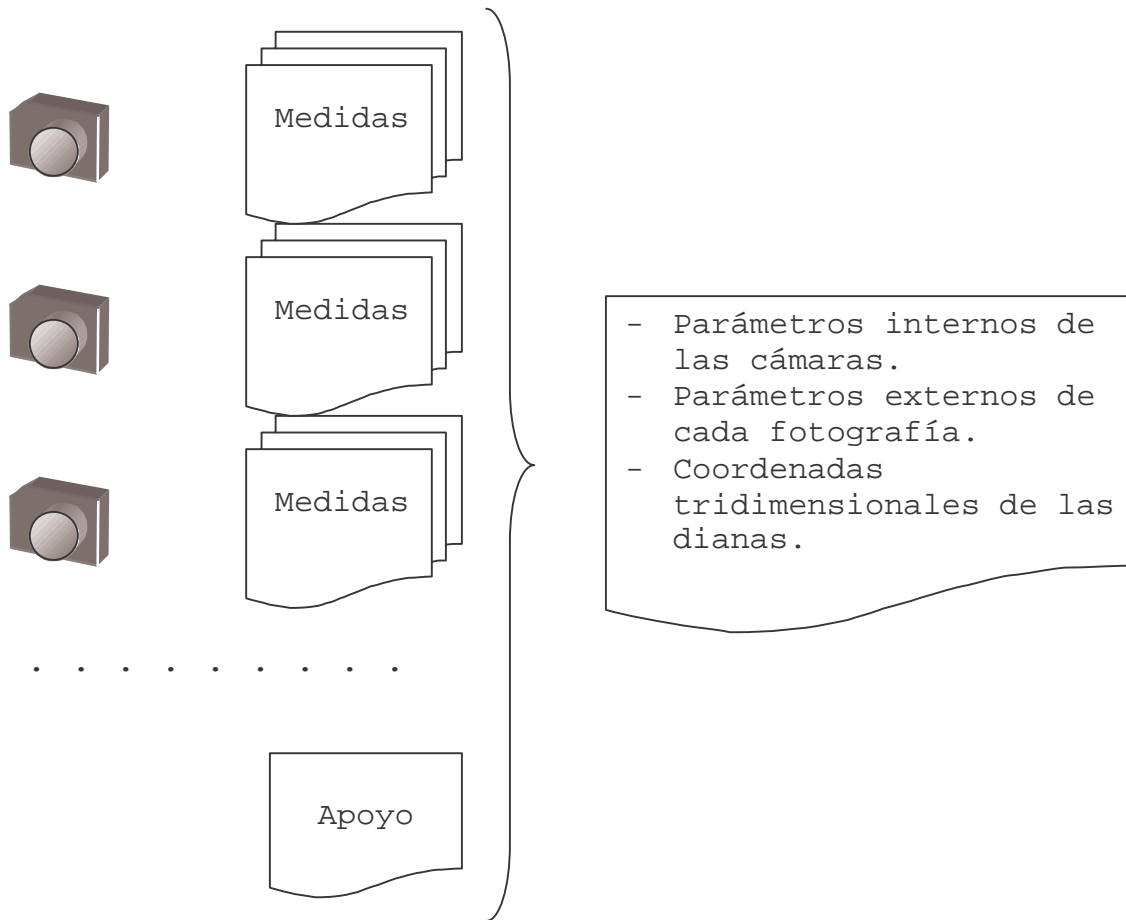 Medidas
Medidas
Medidas
- Parámetros internos de
las cámaras.
- Parámetros externos de
cada fotografía.
- Coordenadas
tridimensionales de las
dianas.
. . . . . . . . .
Apoyo